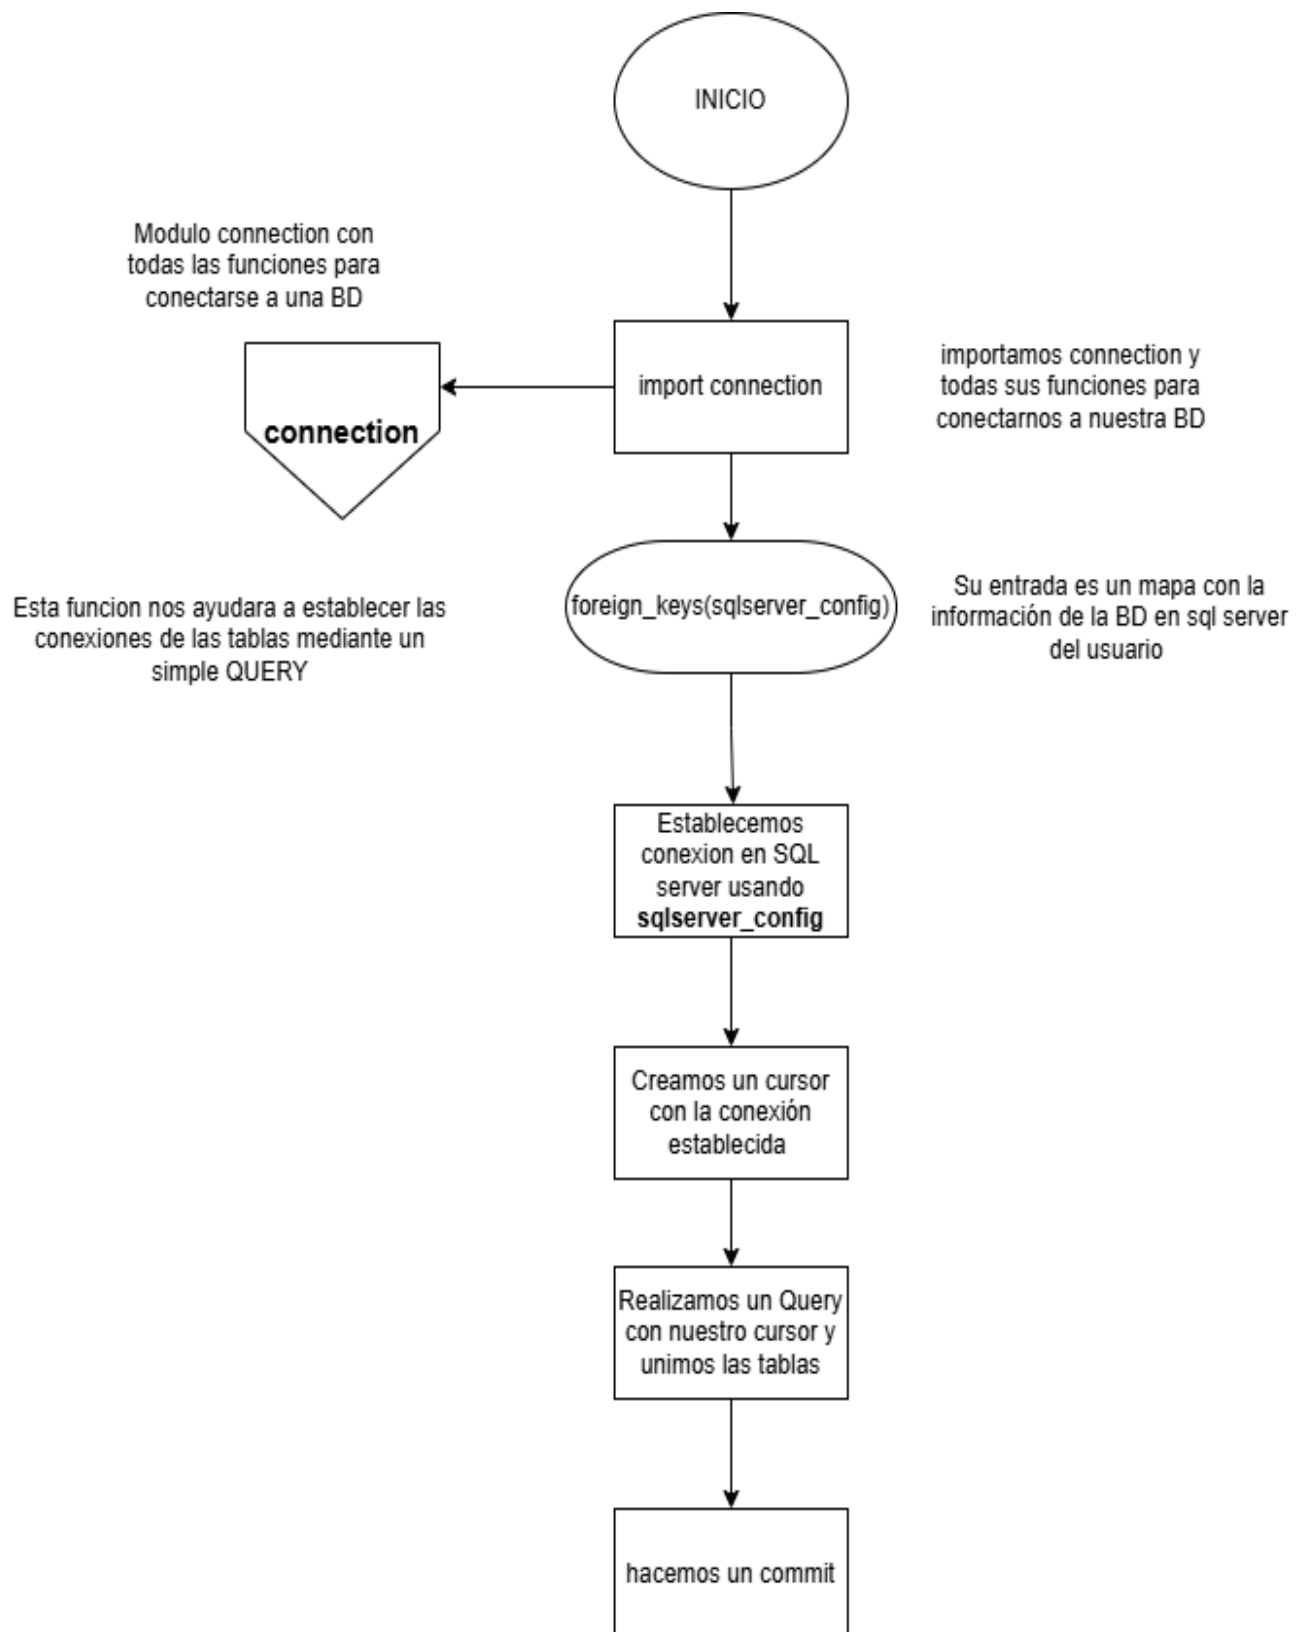 INICIO
Modulo connection con
todas las funciones para
conectarse a una BD
connection
import connection
importamos connection y
todas sus funciones para
conectarnos a nuestra BD
Esta funcion nos ayudara a establecer las
conexiones de las tablas mediante un
simple QUERY
foreign_keys(sqlserver_config)
Su entrada es un mapa con la
información de la BD en sql server
del usuario
Establecemos
conexion en SQL
server usando
sqlserver_config
Creamos un cursor
con la conexión
establecida
Realizamos un Query
con nuestro cursor y
unimos las tablas
hacemos un commit